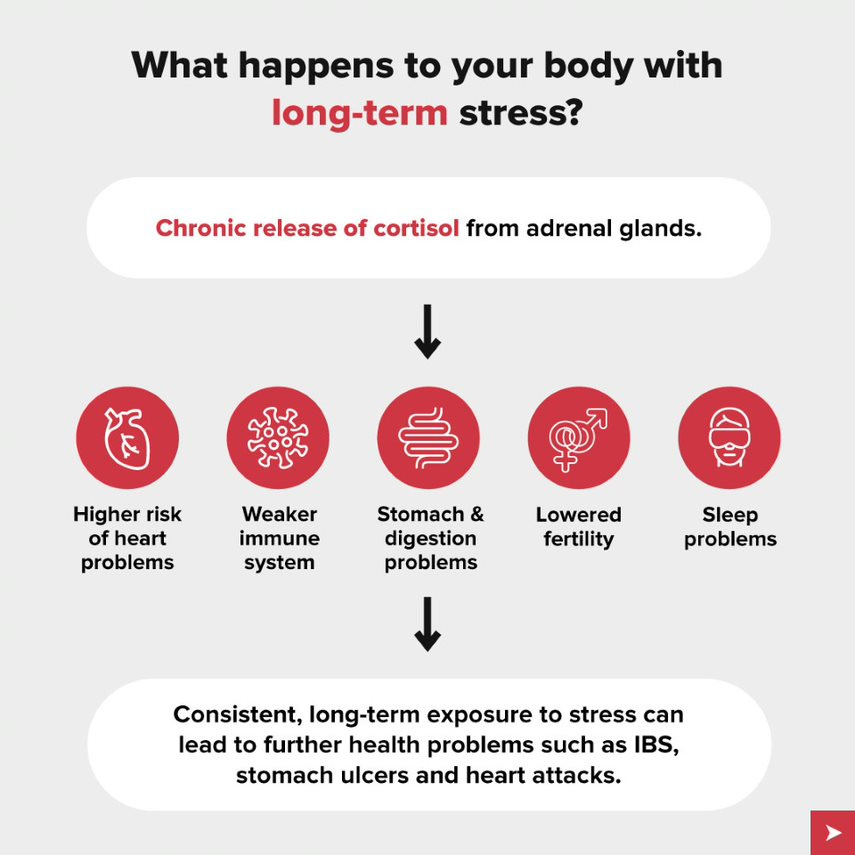 What happens to your body with
long-term stress?
Chronic release of cortisol from adrenal glands.
Higher risk
of heart
problems
Weaker
immune
system
Stomach &
digestion
problems
Lowered
fertility
Sleep
problems
Consistent, long-term exposure to stress can
lead to further health problems such as IBS,
stomach ulcers and heart attacks.